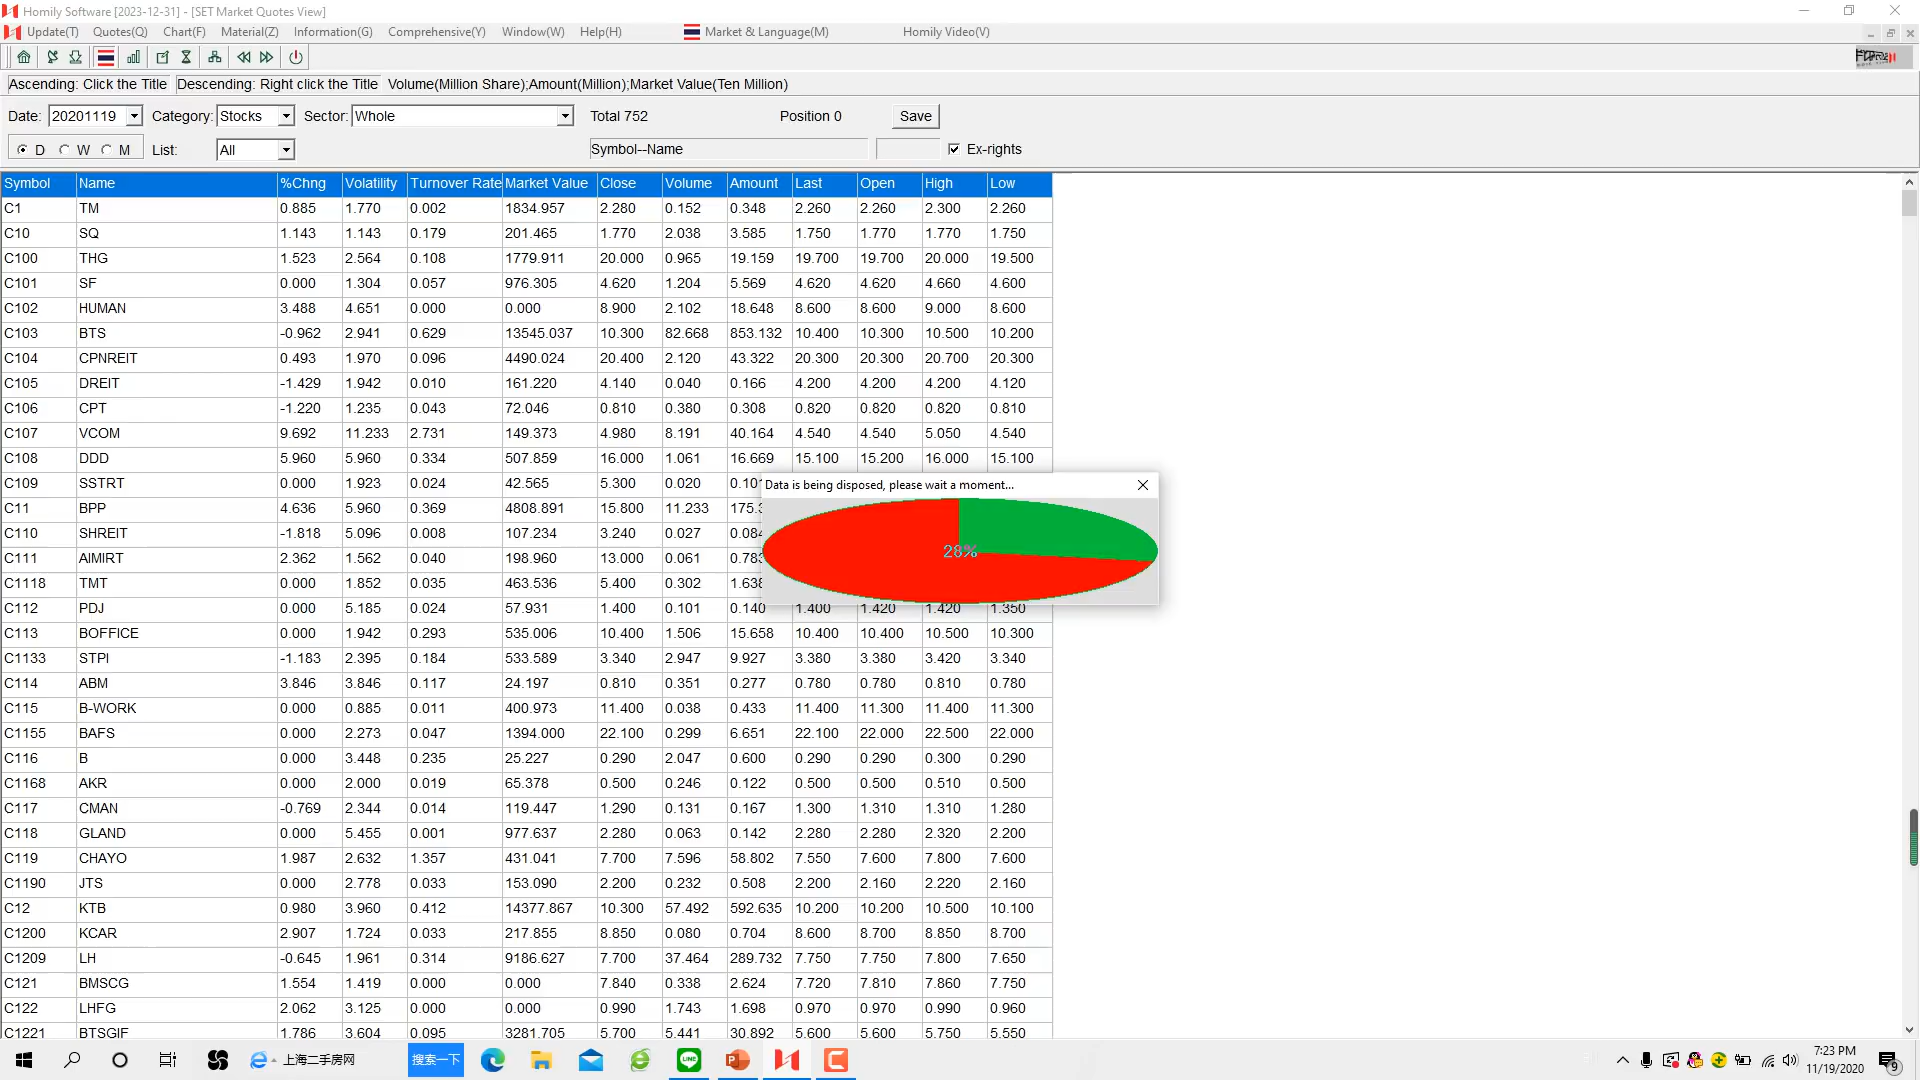 Homily Software [2023-12-31] - [SET Market Quotes View]
Update(T) Quotes(Q) Chart(F) Material(Z) Information(G) Comprehensive(Y) Window(W) Help(H) Market & Language(M) Homily Video(V)
Ascending: Click the Title Descending: Right click the Title Volume(Million Share);Amount(Million);Market Value(Ten Million)
Date: 20201119 Category: Stocks Sector: Whole Total 752 Position 0 Save
D W M List: All Symbol--Name Ex-rights
Symbol Name %Chng Volatility Turnover Rate Market Value Close Volume Amount Last Open High Low
C1 TM 0.885 1.770 0.002 1834.957 2.280 0.152 0.348 2.260 2.260 2.300 2.260
C10 SQ 1.143 1.143 0.179 201.465 1.770 2.038 3.585 1.750 1.770 1.770 1.750
C100 THG 1.523 2.564 0.108 1779.911 20.000 0.965 19.159 19.700 19.700 20.000 19.500
C101 SF 0.000 1.304 0.057 976.305 4.620 1.204 5.569 4.620 4.620 4.660 4.600
C102 HUMAN 3.488 4.651 0.000 0.000 8.900 2.102 18.648 8.600 8.600 9.000 8.600
C103 BTS -0.962 2.941 0.629 13545.037 10.300 82.668 853.132 10.400 10.300 10.500 10.200
C104 CPNREIT 0.493 1.970 0.096 4490.024 20.400 2.120 43.322 20.300 20.300 20.700 20.300
C105 DREIT -1.429 1.942 0.010 161.220 4.140 0.040 0.166 4.200 4.200 4.200 4.120
C106 CPT -1.220 1.235 0.043 72.046 0.810 0.380 0.308 0.820 0.820 0.820 0.810
C107 VCOM 9.692 11.233 2.731 149.373 4.980 8.191 40.164 4.540 4.540 5.050 4.540
C108 DDD 5.960 5.960 0.334 507.859 16.000 1.061 16.669 15.100 15.200 16.000 15.100
C109 SSTRT 0.000 1.923 0.024 42.565 5.300 0.020
Data is being disposed, please wait a moment...
C11 BPP 4.636 5.960 0.369 4808.891 15.800 11.233
C110 SHREIT -1.818 5.096 0.008 107.234 3.240 0.027
28%
C111 AIMIRT 2.362 1.562 0.040 198.960 13.000 0.061
C1118 TMT 0.000 1.852 0.035 463.536 5.400 0.302
C112 PDJ 0.000 5.185 0.024 57.931 1.400 0.101 0.140 1.400 1.420 1.420 1.350
C113 BOFFICE 0.000 1.942 0.293 535.006 10.400 1.506 15.658 10.400 10.400 10.500 10.300
C1133 STPI -1.183 2.395 0.184 533.589 3.340 2.947 9.927 3.380 3.380 3.420 3.340
C114 ABM 3.846 3.846 0.117 24.197 0.810 0.351 0.277 0.780 0.780 0.810 0.780
C115 B-WORK 0.000 0.885 0.011 400.973 11.400 0.038 0.433 11.400 11.300 11.400 11.300
C1155 BAFS 0.000 2.273 0.047 1394.000 22.100 0.299 6.651 22.100 22.000 22.500 22.000
C116 B 0.000 3.448 0.235 25.227 0.290 2.047 0.600 0.290 0.290 0.300 0.290
C1168 AKR 0.000 2.000 0.019 65.378 0.500 0.246 0.122 0.500 0.500 0.510 0.500
C117 CMAN -0.769 2.344 0.014 119.447 1.290 0.131 0.167 1.300 1.310 1.310 1.280
C118 GLAND 0.000 5.455 0.001 977.637 2.280 0.063 0.142 2.280 2.280 2.320 2.200
C119 CHAYO 1.987 2.632 1.357 431.041 7.700 7.596 58.802 7.550 7.600 7.800 7.600
C1190 JTS 0.000 2.778 0.033 153.090 2.200 0.232 0.508 2.200 2.160 2.220 2.160
C12 KTB 0.980 3.960 0.412 14377.867 10.300 57.492 592.635 10.200 10.200 10.500 10.100
C1200 KCAR 2.907 1.724 0.033 217.855 8.850 0.080 0.704 8.600 8.700 8.850 8.700
C1209 LH -0.645 1.961 0.314 9186.627 7.700 37.464 289.732 7.750 7.750 7.800 7.650
C121 BMSCG 1.554 1.419 0.000 0.000 7.840 0.338 2.624 7.720 7.810 7.860 7.750
C122 LHFG 2.062 3.125 0.000 0.000 0.990 1.743 1.698 0.970 0.970 0.990 0.960
C1221 BTSGIF 1.786 3.604 0.095 3281.705 5.700 5.441 30.892 5.600 5.600 5.750 5.550
上海二手房网 搜索一下 LINE 7:23 PM
11/19/2020 9